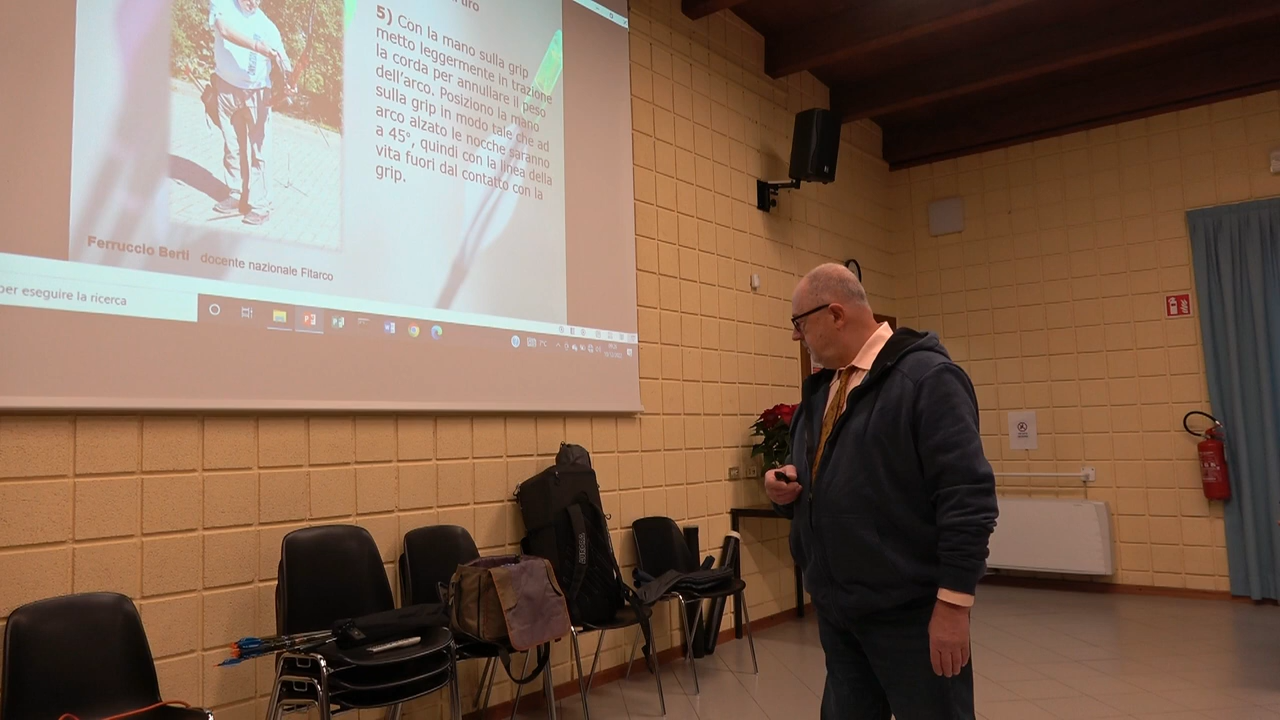 tiro
5) Con la mano sulla grip
metto leggermente in trazione
la corda per annullare il peso
dell'arco. Posiziono la mano
sulla grip in modo tale che ad
arco alzato le nocche saranno
a 45°, quindi con la linea della
vita fuori dal contatto con la
grip.
Ferruccio Berti docente nazionale Fitarco
per eseguire la ricerca